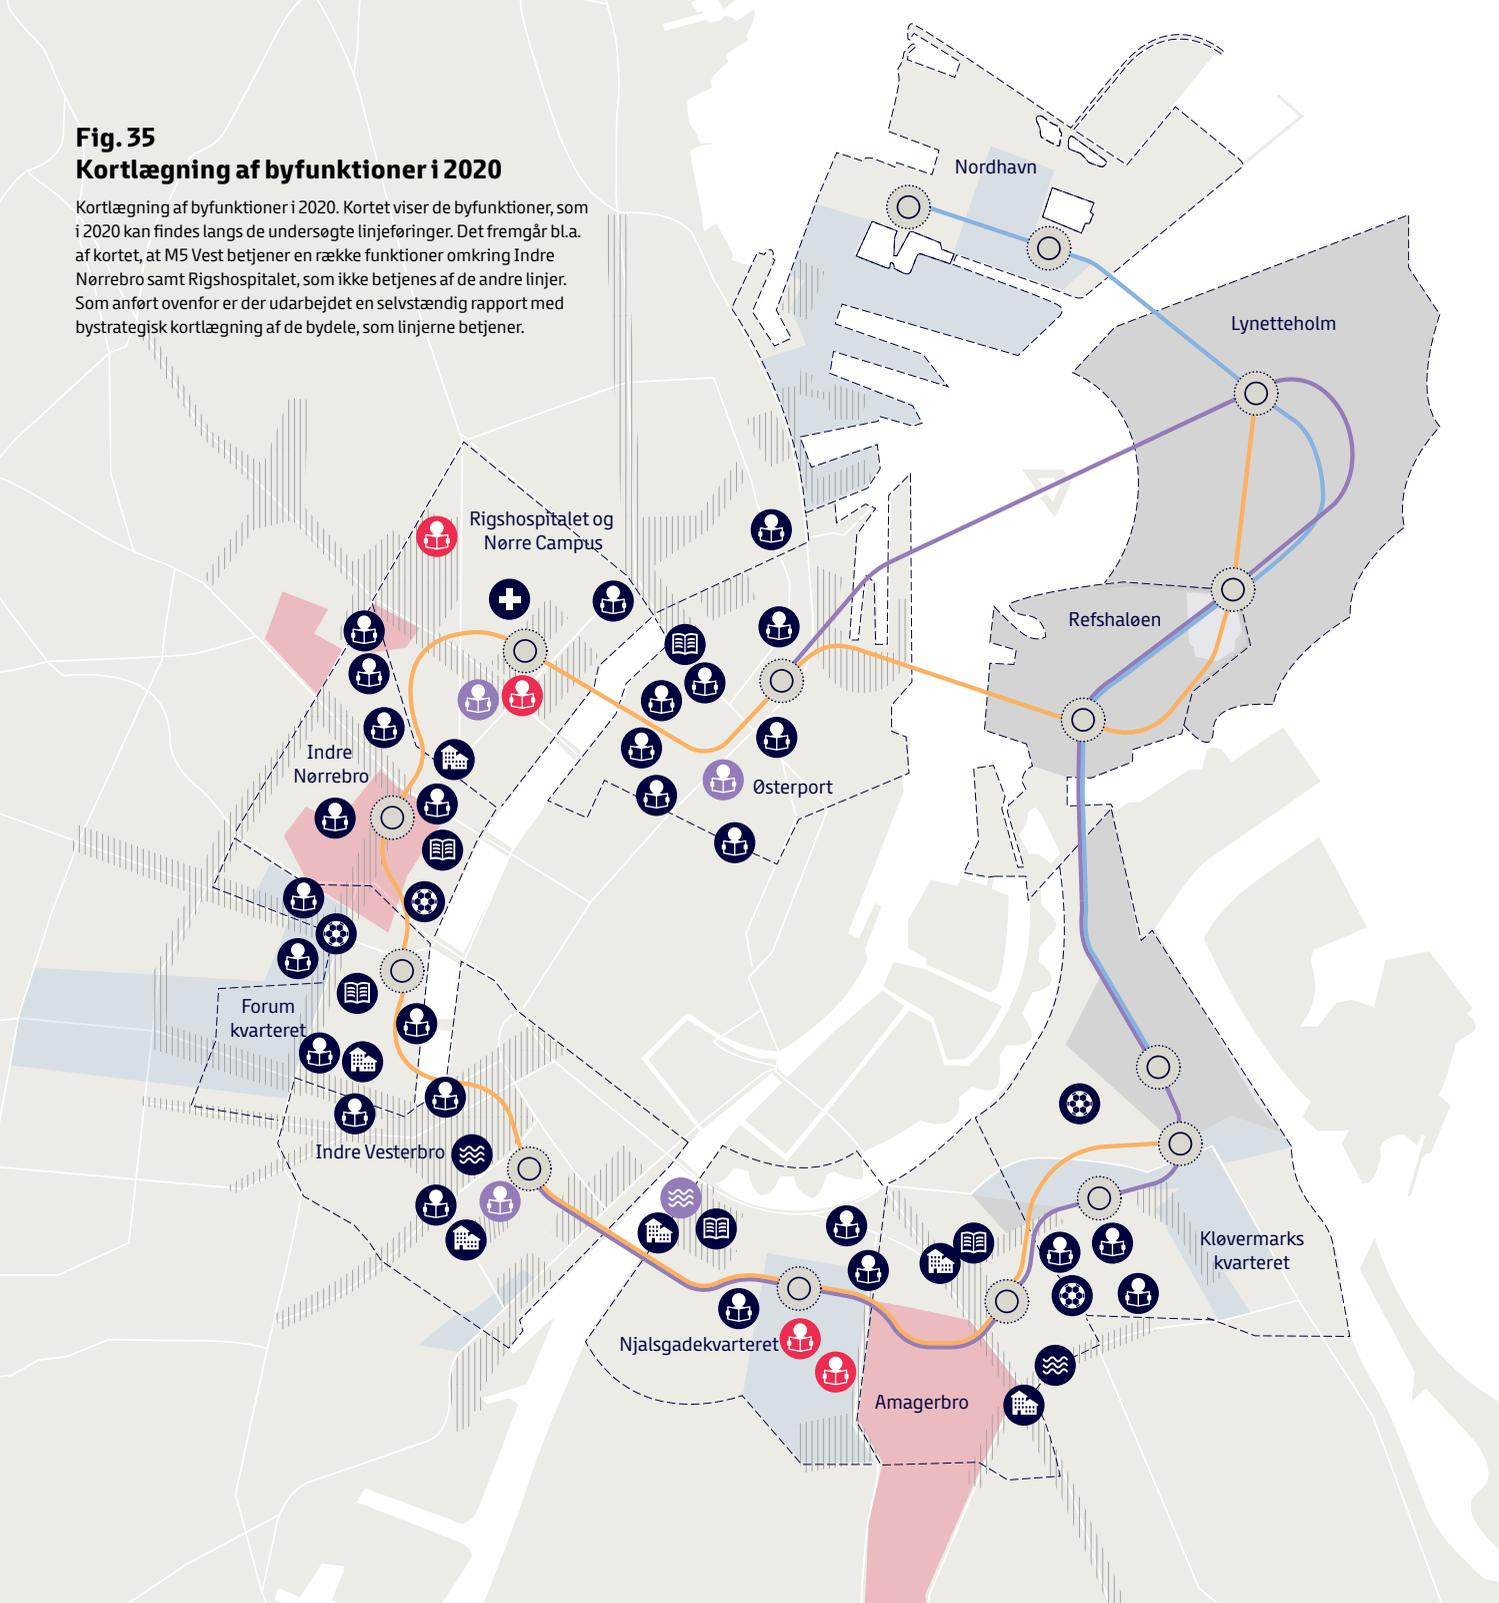 Fig. 35
Kortlægning af byfunktioner i 2020
Kortlægning af byfunktioner i 2020. Kortet viser de byfunktioner, som
i 2020 kan findes langs de undersøgte linjeføringer. Det fremgår bl.a.
af kortet, at M5 Vest betjener en række funktioner omkring Indre
Nørrebro samt Rigshospitalet, som ikke betjenes af de andre linjer.
Som anført ovenfor er der udarbejdet en selvstændig rapport med
bystrategisk kortlægning af de bydele, som linjerne betjener.
Nordhavn
Lynetteholm
Rigshospitalet og
Nørre Campus
Refshaløen
Indre
Nørrebro
Østerport
Forum
kvarteret
Indre Vesterbro
Kløvermarks
kvarteret
Njalsgadekvarteret
Amagerbro